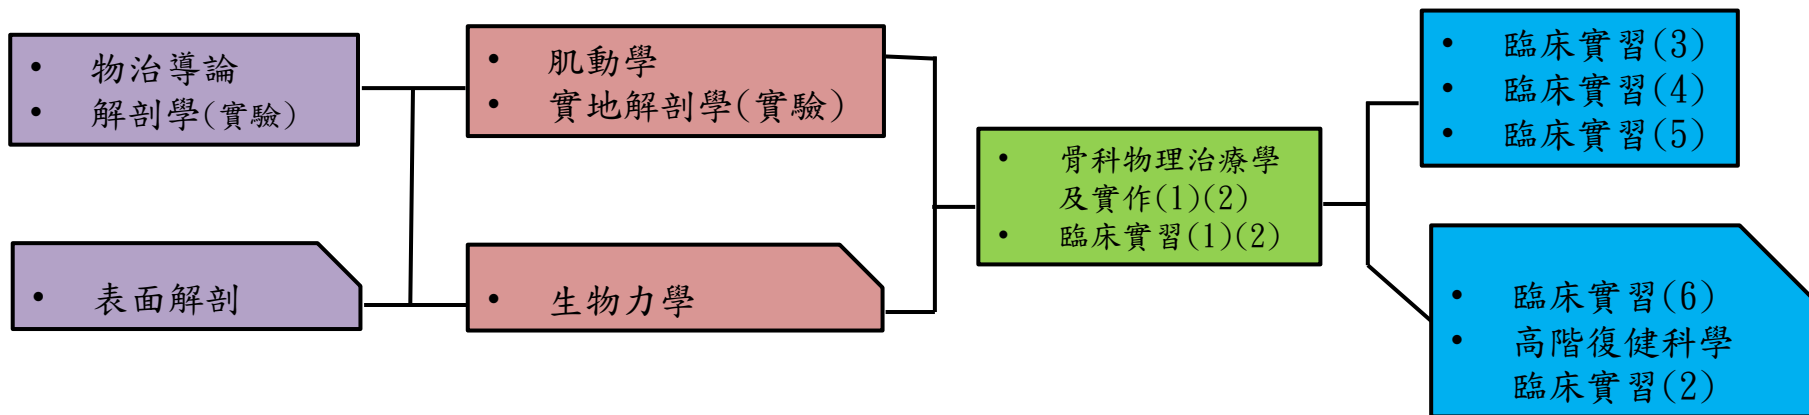 • 物治導論
• 解剖學(實驗)
• 表面解剖
• 肌動學
• 實地解剖學(實驗)
• 生物力學
• 骨科物理治療學
及實作(1)(2)
• 臨床實習(1)(2)
• 臨床實習(3)
• 臨床實習(4)
• 臨床實習(5)
• 臨床實習(6)
• 高階復健科學
臨床實習(2)